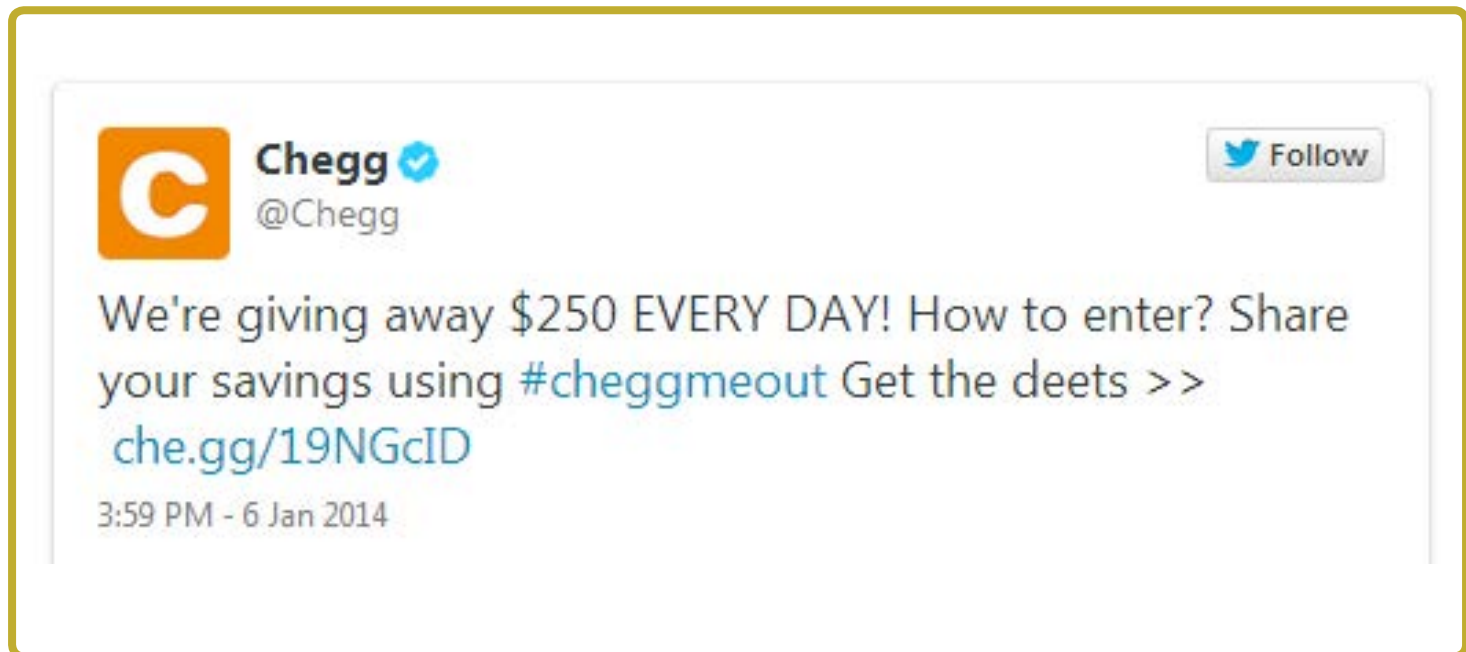 C
Chegg
@Chegg
Follow
We're giving away $250 EVERY DAY! How to enter? Share
your savings using #cheggmeout Get the deets >>
che.gg/19NGcID
3:59 PM - 6 Jan 2014